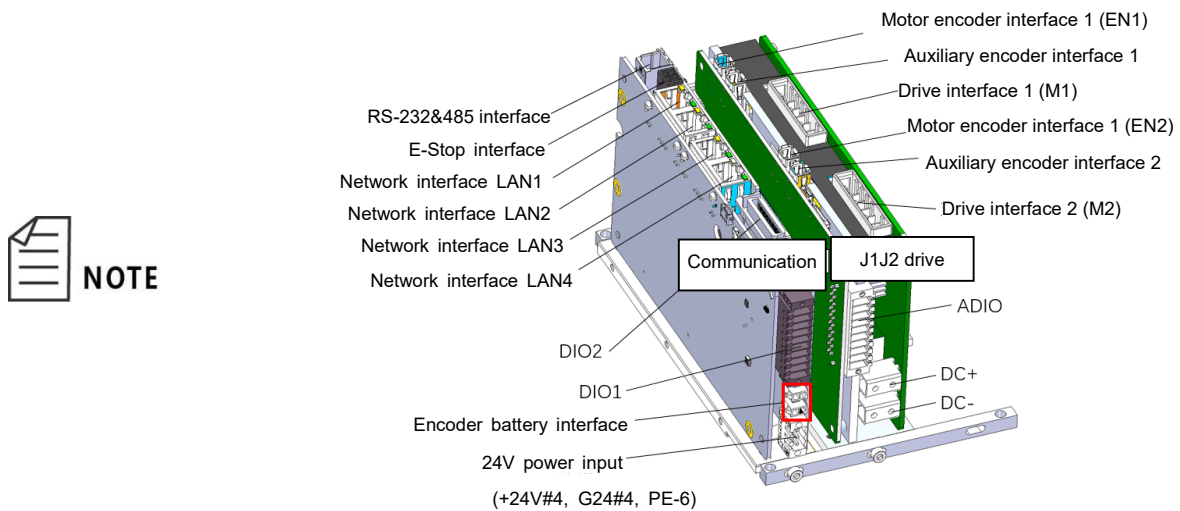 Motor encoder interface 1 (EN1)
Auxiliary encoder interface 1
Drive interface 1 (M1)
Motor encoder interface 1 (EN2)
Auxiliary encoder interface 2
Drive interface 2 (M2)
RS-232&485 interface
E-Stop interface
Network interface LAN1
Network interface LAN2
Network interface LAN3
Network interface LAN4
NOTE
Communication
J1J2 drive
ADIO
DIO2
DIO1
DC+
DC-
Encoder battery interface
24V power input
(+24V#4, G24#4, PE-6)